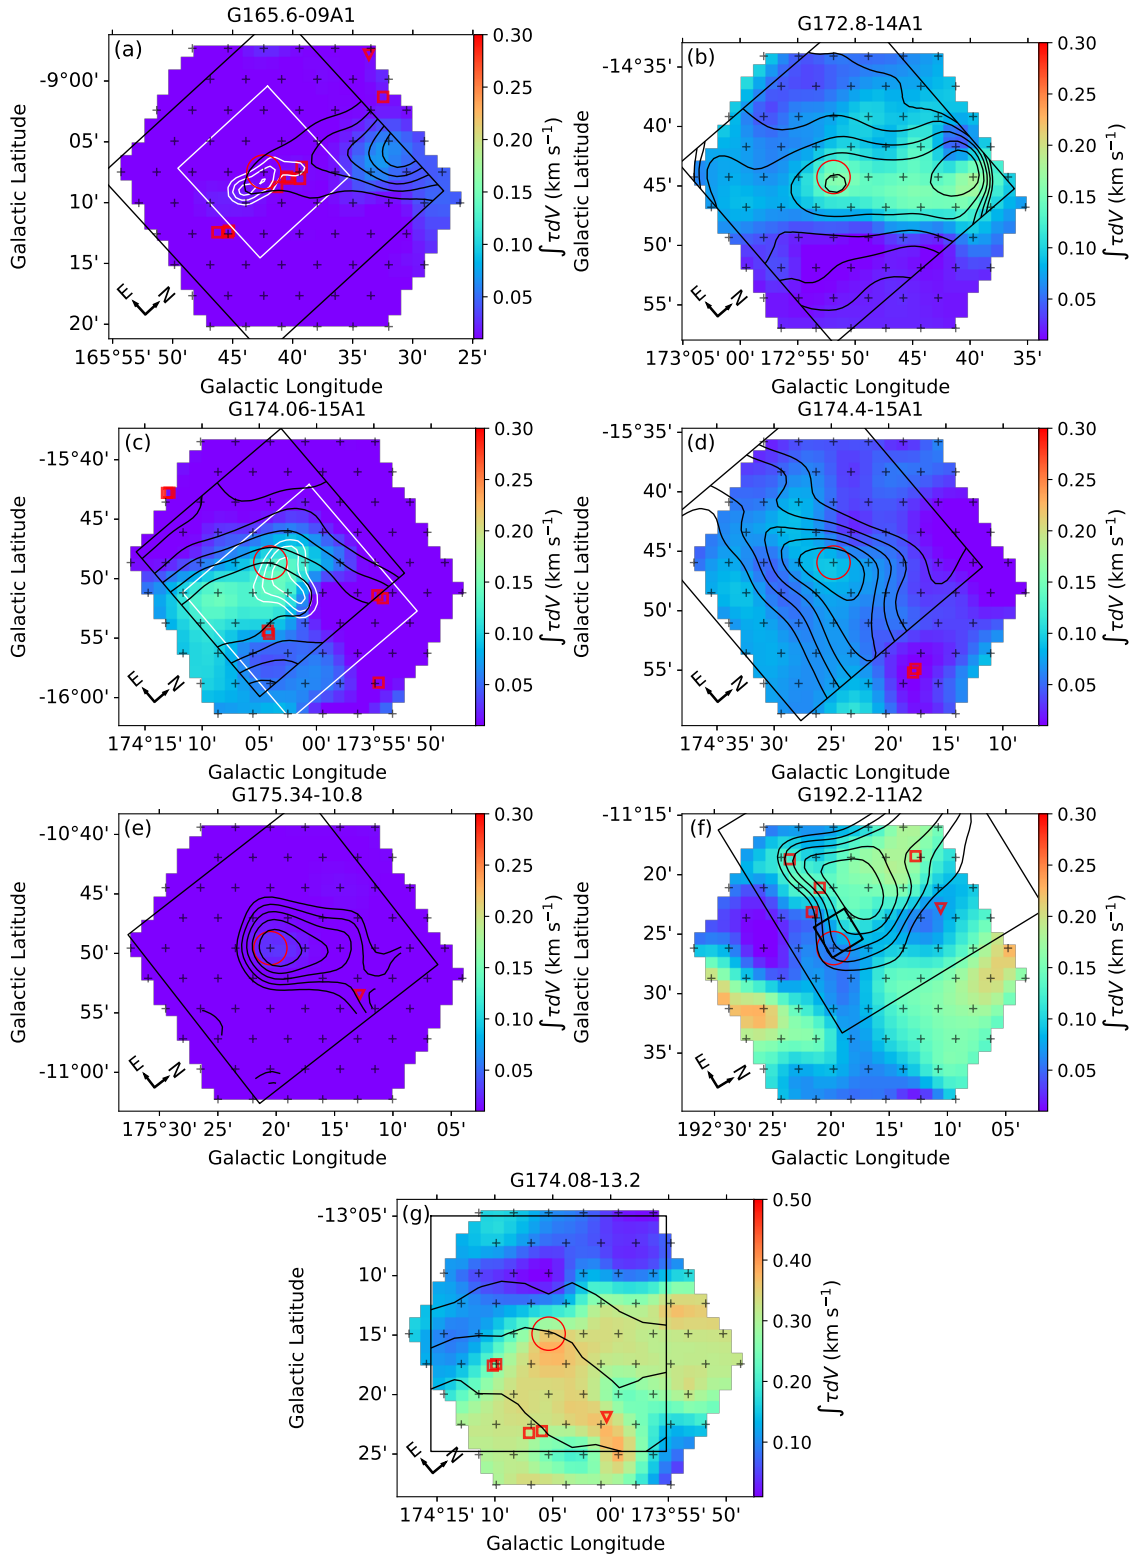 G165.6-09A1
(a)
-9°00'
05'
10'
15'
20'
Galactic Latitude
E
N
165°55' 50' 45' 40' 35' 30' 25'
Galactic Longitude
0.30
0.25
0.20
0.15
0.10
0.05
∫τdV (km s⁻¹)
G172.8-14A1
(b)
-14°35'
40'
45'
50'
55'
Galactic Latitude
E
N
173°05' 00' 172°55' 50' 45' 40' 35'
Galactic Longitude
0.30
0.25
0.20
0.15
0.10
0.05
∫τdV (km s⁻¹)
G174.06-15A1
(c)
-15°40'
45'
50'
55'
-16°00'
Galactic Latitude
E
N
174°15' 10' 05' 00' 173°55' 50'
Galactic Longitude
0.30
0.25
0.20
0.15
0.10
0.05
∫τdV (km s⁻¹)
G174.4-15A1
(d)
-15°35'
40'
45'
50'
55'
Galactic Latitude
E
N
174°35' 30' 25' 20' 15' 10'
Galactic Longitude
0.30
0.25
0.20
0.15
0.10
0.05
∫τdV (km s⁻¹)
G175.34-10.8
(e)
-10°40'
45'
50'
55'
-11°00'
Galactic Latitude
E
N
175°30' 25' 20' 15' 10' 05'
Galactic Longitude
0.30
0.25
0.20
0.15
0.10
0.05
∫τdV (km s⁻¹)
G192.2-11A2
(f)
-11°15'
20'
25'
30'
35'
Galactic Latitude
E
N
192°30' 25' 20' 15' 10' 05'
Galactic Longitude
0.30
0.25
0.20
0.15
0.10
0.05
∫τdV (km s⁻¹)
G174.08-13.2
(g)
-13°05'
10'
15'
20'
25'
Galactic Latitude
E
N
174°15' 10' 05' 00' 173°55' 50'
Galactic Longitude
0.50
0.40
0.30
0.20
0.10
∫τdV (km s⁻¹)